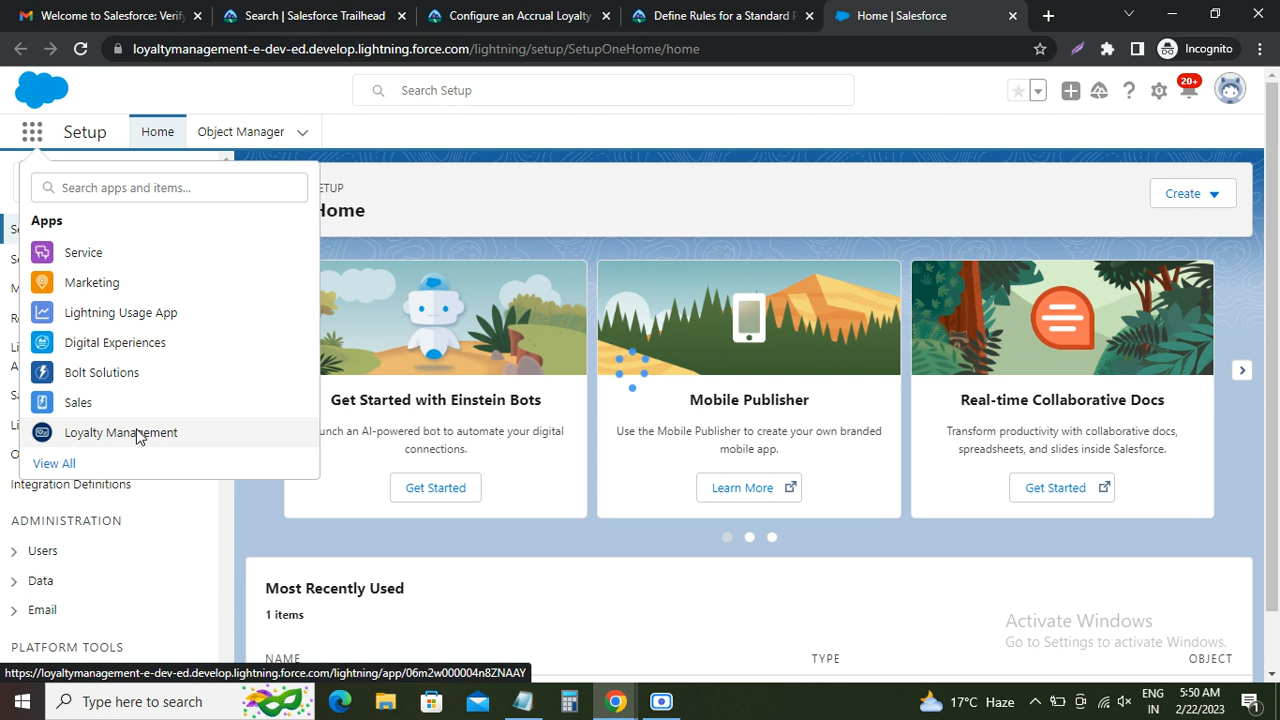 Welcome to Salesforce: Verify
Search | Salesforce Trailhead
Configure an Accrual Loyalty
Define Rules for a Standard P
Home | Salesforce
loyaltymanagement-e-dev-ed.develop.lightning.force.com/lightning/setup/SetupOneHome/home
Incognito
Search Setup
20+
Setup
Home
Object Manager
Search apps and items...
Apps
Service
Marketing
Lightning Usage App
Digital Experiences
Bolt Solutions
Sales
Loyalty Management
View All
Integration Definitions
ADMINISTRATION
Users
Data
Email
PLATFORM TOOLS
ETUP
Home
Create
Get Started with Einstein Bots
unch an AI-powered bot to automate your digital
connections.
Get Started
Mobile Publisher
Use the Mobile Publisher to create your own branded
mobile app.
Learn More
Real-time Collaborative Docs
Transform productivity with collaborative docs,
spreadsheets, and slides inside Salesforce.
Get Started
Most Recently Used
1 items
NAME
TYPE
OBJECT
Activate Windows
Go to Settings to activate Windows.
https://loyaltymanagement-e-dev-ed.develop.lightning.force.com/lightning/app/06m2w000004n8ZNAAY
Type here to search
17°C Haze
ENG
IN
5:50 AM
2/22/2023
1